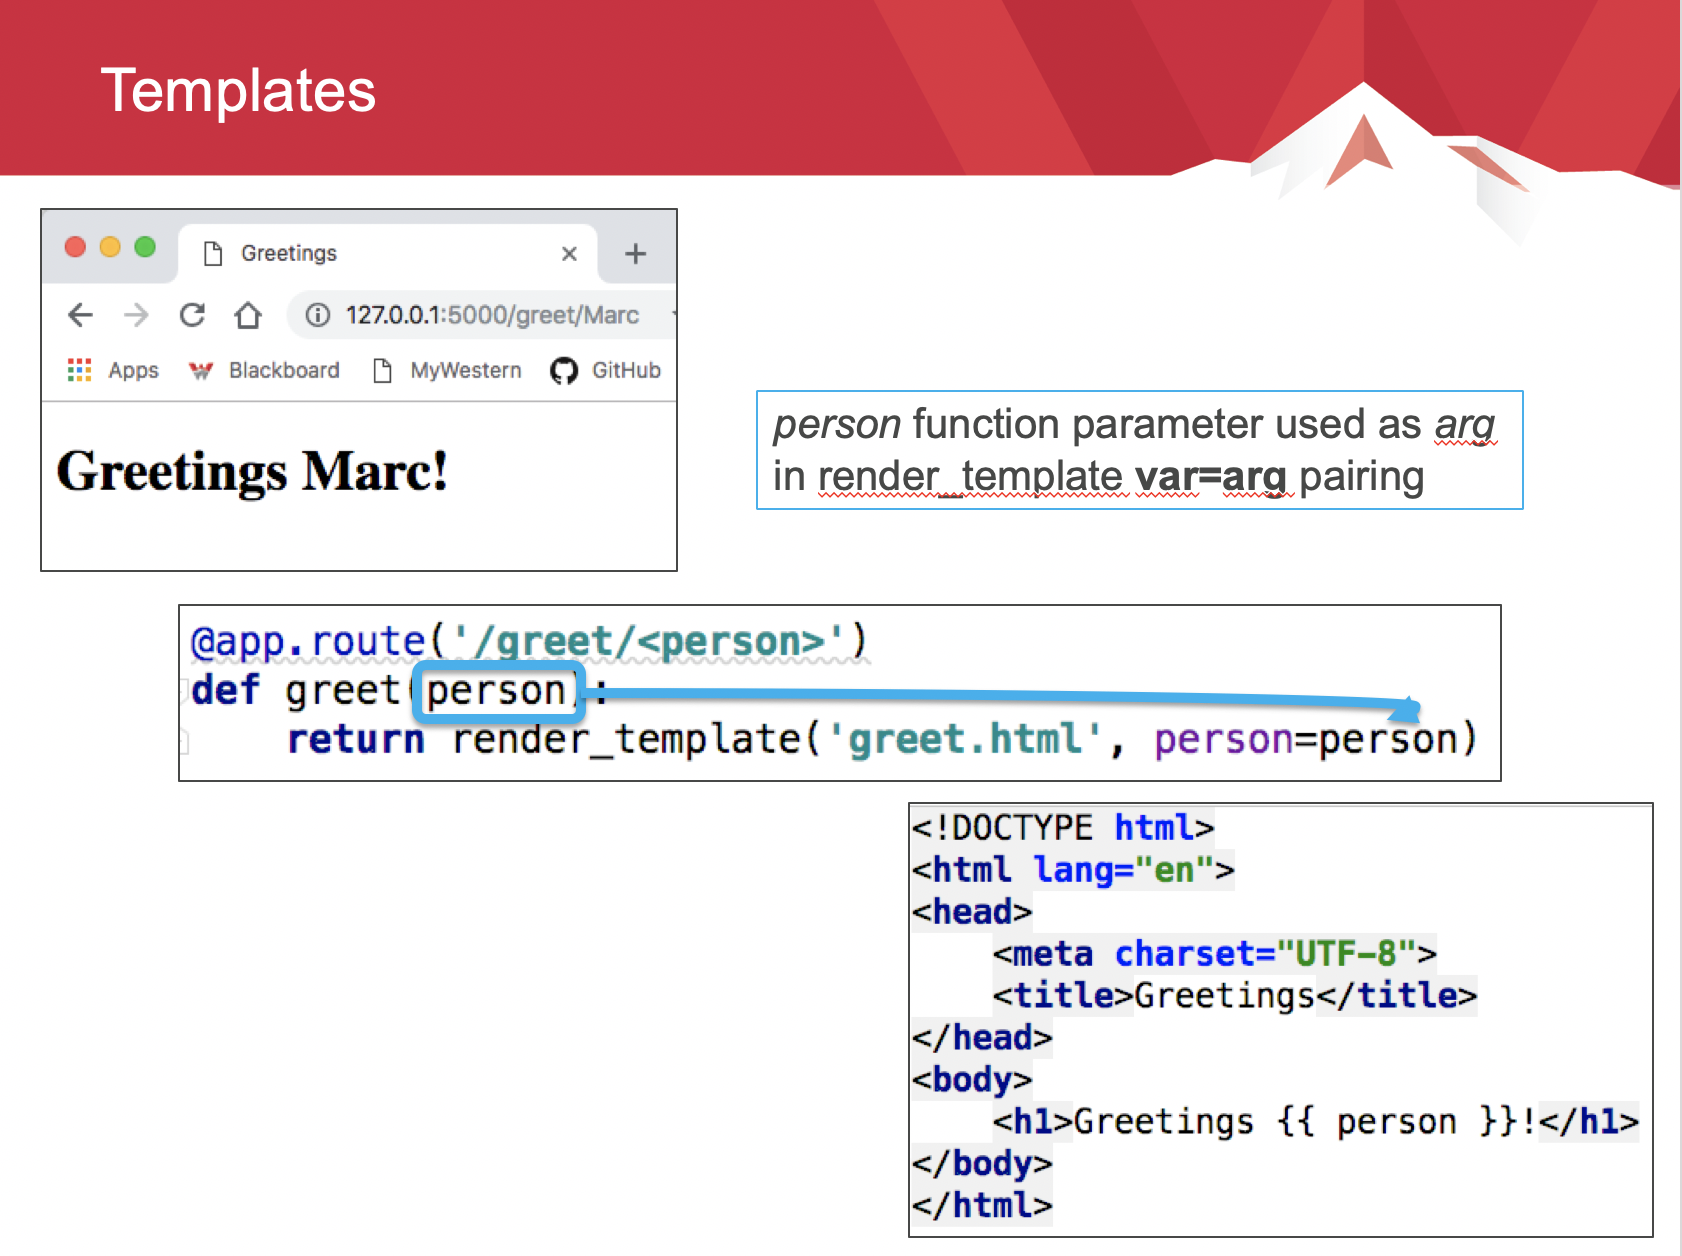 Templates
Greetings
127.0.0.1:5000/greet/Marc
Apps Blackboard MyWestern GitHub
Greetings Marc!
person function parameter used as arg
in render_template var=arg pairing
@app.route('/greet/<person>')
def greet(person):
    return render_template('greet.html', person=person)
<!DOCTYPE html>
<html lang="en">
<head>
    <meta charset="UTF-8">
    <title>Greetings</title>
</head>
<body>
    <h1>Greetings {{ person }}!</h1>
</body>
</html>